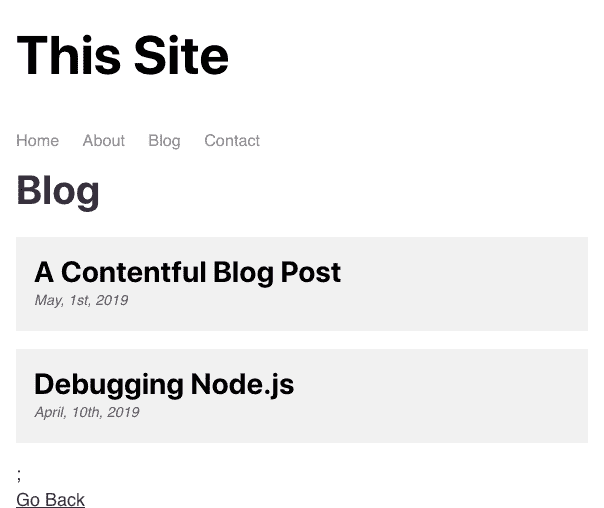 This Site
Home About Blog Contact
Blog
A Contentful Blog Post
May, 1st, 2019
Debugging Node.js
April, 10th, 2019
;
Go Back